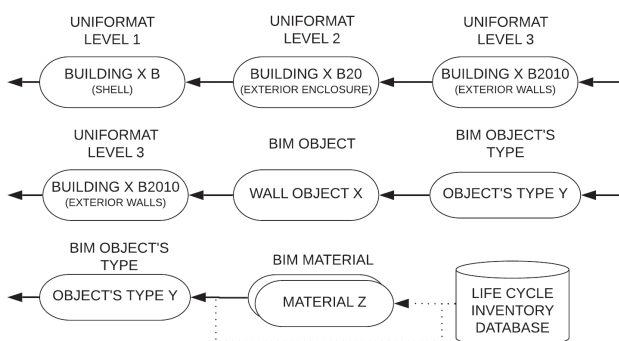 UNIFORMAT
LEVEL 1
UNIFORMAT
LEVEL 2
UNIFORMAT
LEVEL 3
BUILDING X B
(SHELL)
BUILDING X B20
(EXTERIOR ENCLOSURE)
BUILDING X B2010
(EXTERIOR WALLS)
UNIFORMAT
LEVEL 3
BIM OBJECT
BIM OBJECT'S
TYPE
BUILDING X B2010
(EXTERIOR WALLS)
WALL OBJECT X
OBJECT'S TYPE Y
BIM OBJECT'S
TYPE
BIM MATERIAL
OBJECT'S TYPE Y
MATERIAL Z
LIFE CYCLE
INVENTORY
DATABASE